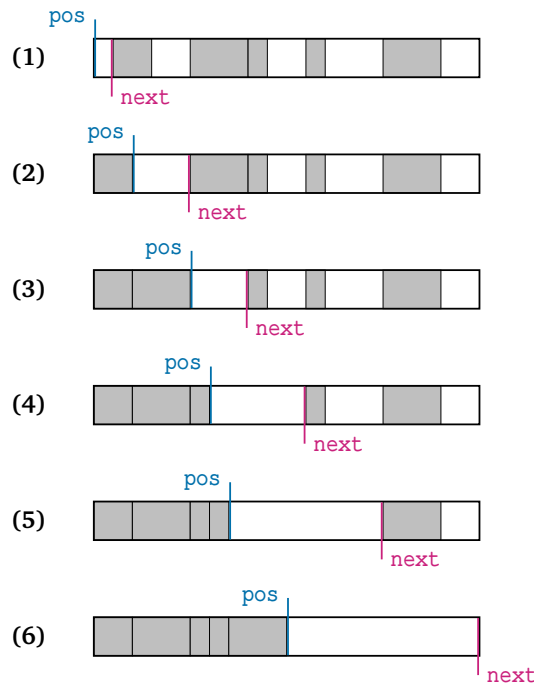 pos
(1)
next
pos
(2)
next
pos
(3)
next
pos
(4)
next
pos
(5)
next
pos
(6)
next